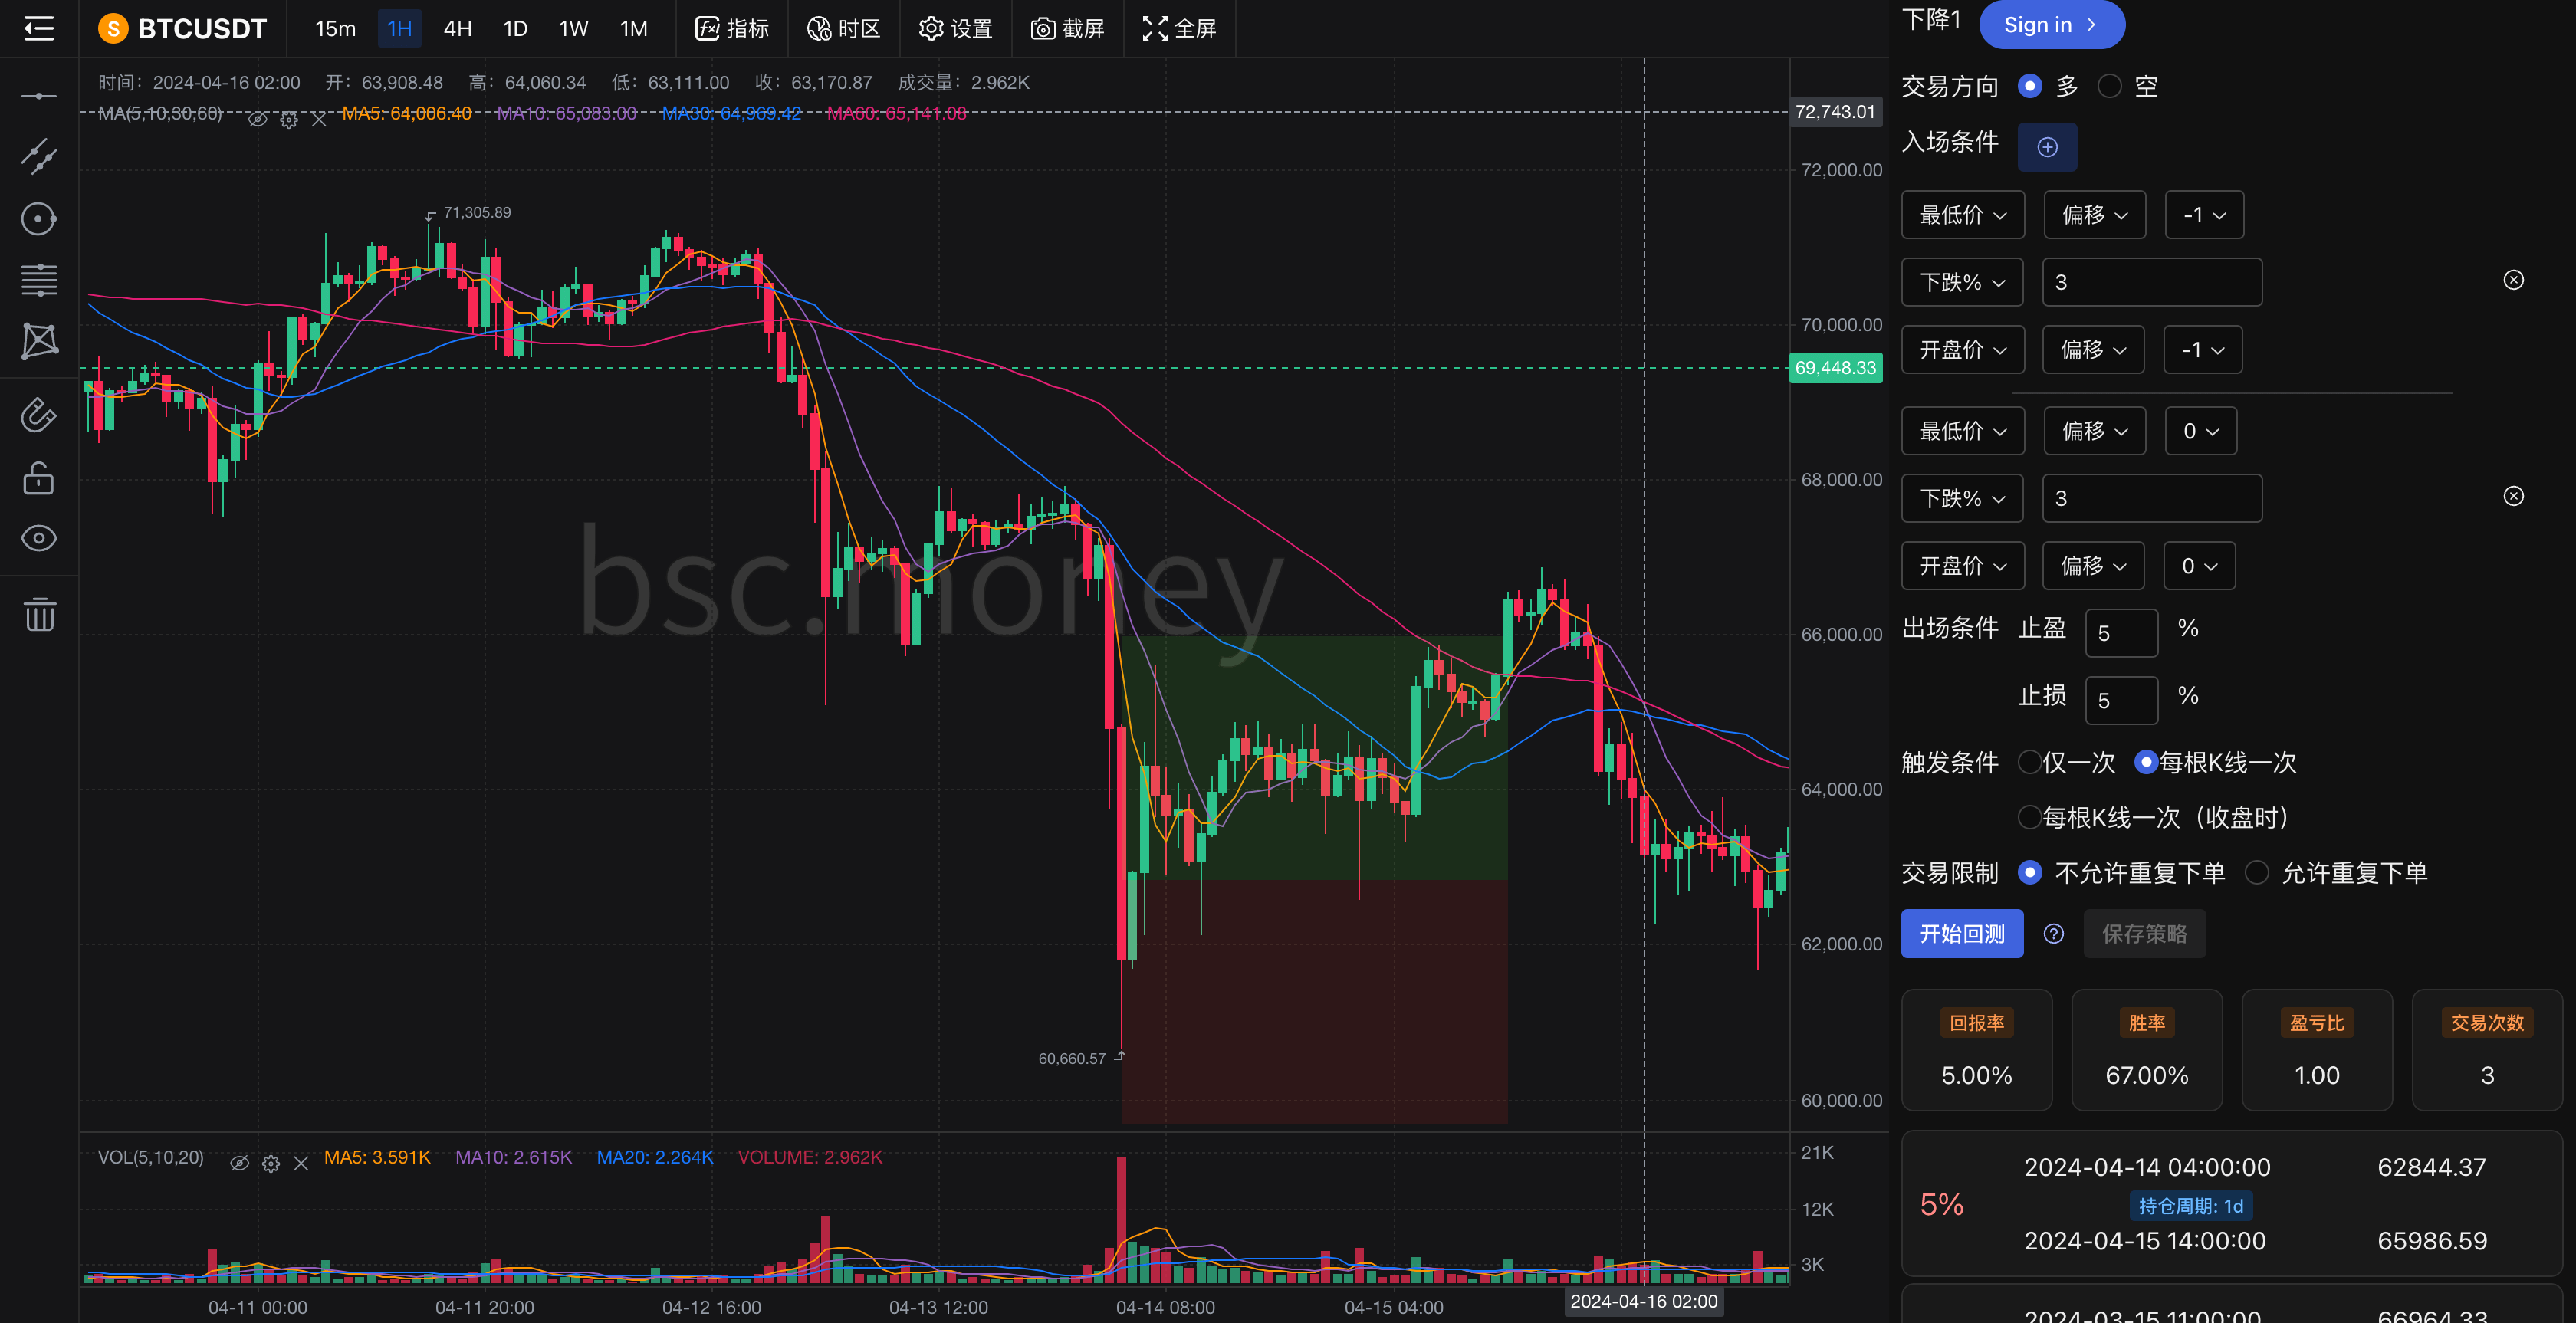 BTCUSDT 15m 1H 4H 1D 1W 1M 指标 时区 设置 截屏 全屏
时间: 2024-04-16 02:00 开: 63,908.48 高: 64,060.34 低: 63,111.00 收: 63,170.87 成交量: 2.962K
MA(5,10,30,60) MA5: 64,006.40 MA10: 65,083.00 MA30: 64,969.42 MA60: 65,141.08
72,743.01
72,000.00
71,305.89
70,000.00
69,448.33
68,000.00
bsc.money
66,000.00
64,000.00
62,000.00
60,660.57
60,000.00
VOL(5,10,20) MA5: 3.591K MA10: 2.615K MA20: 2.264K VOLUME: 2.962K
21K
12K
3K
04-11 00:00 04-11 20:00 04-12 16:00 04-13 12:00 04-14 08:00 04-15 04:00 2024-04-16 02:00
下降1 Sign in
交易方向 多 空
入场条件
最低价 偏移 -1
下跌% 3
开盘价 偏移 -1
最低价 偏移 0
下跌% 3
开盘价 偏移 0
出场条件 止盈 5 %
止损 5 %
触发条件 仅一次 每根K线一次
每根K线一次（收盘时）
交易限制 不允许重复下单 允许重复下单
开始回测 保存策略
回报率 胜率 盈亏比 交易次数
5.00% 67.00% 1.00 3
2024-04-14 04:00:00 62844.37
5% 持仓周期: 1d
2024-04-15 14:00:00 65986.59
2024-03-15 11:00:00 66964.33